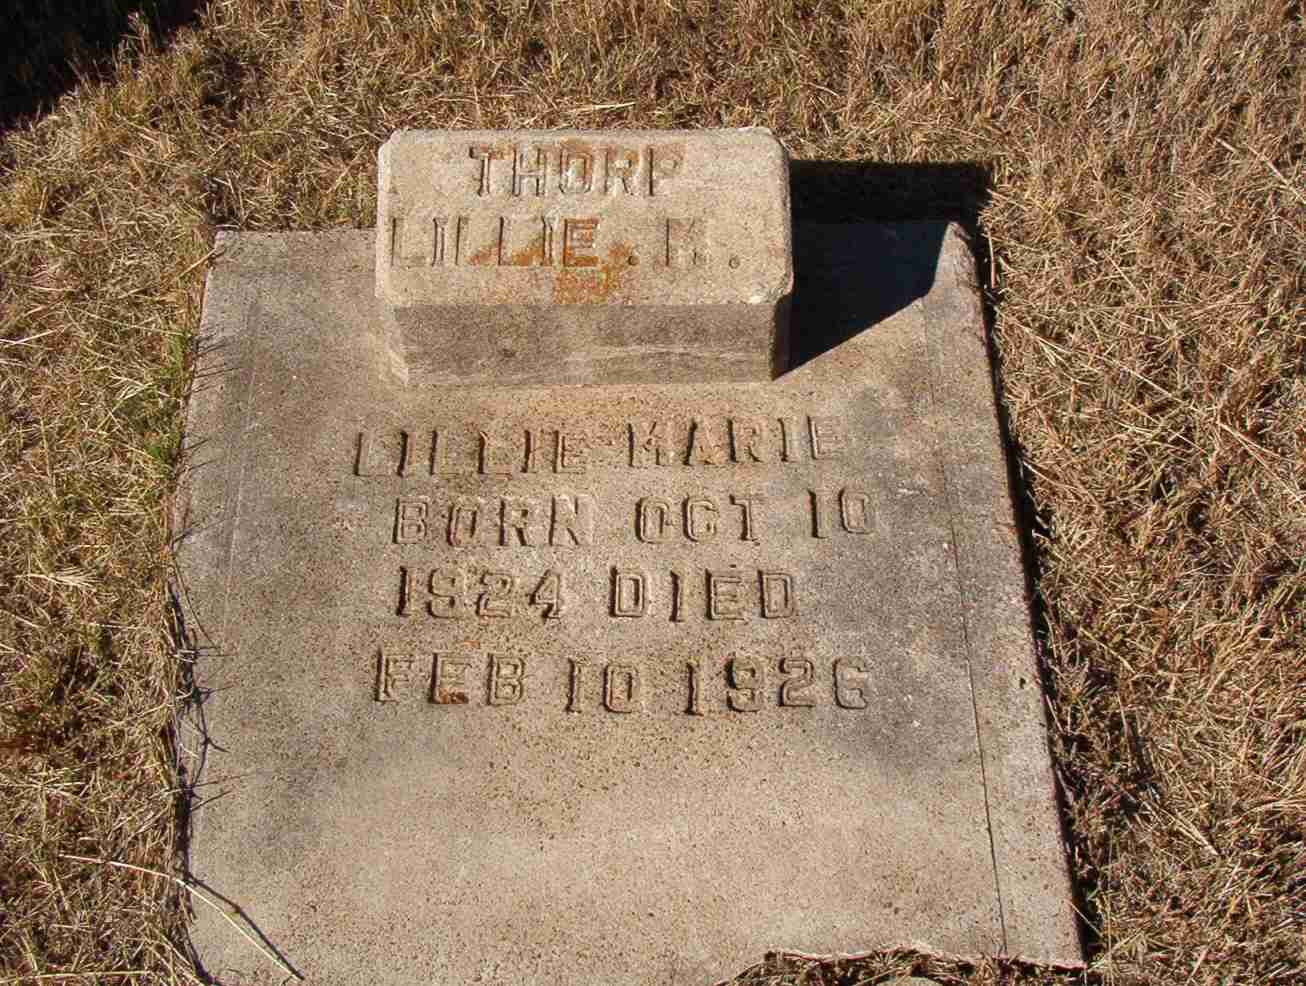 THORP
LILLIE. M.
LILLIE MARIE
BORN OCT 10
1924 DIED
FEB 10 1926